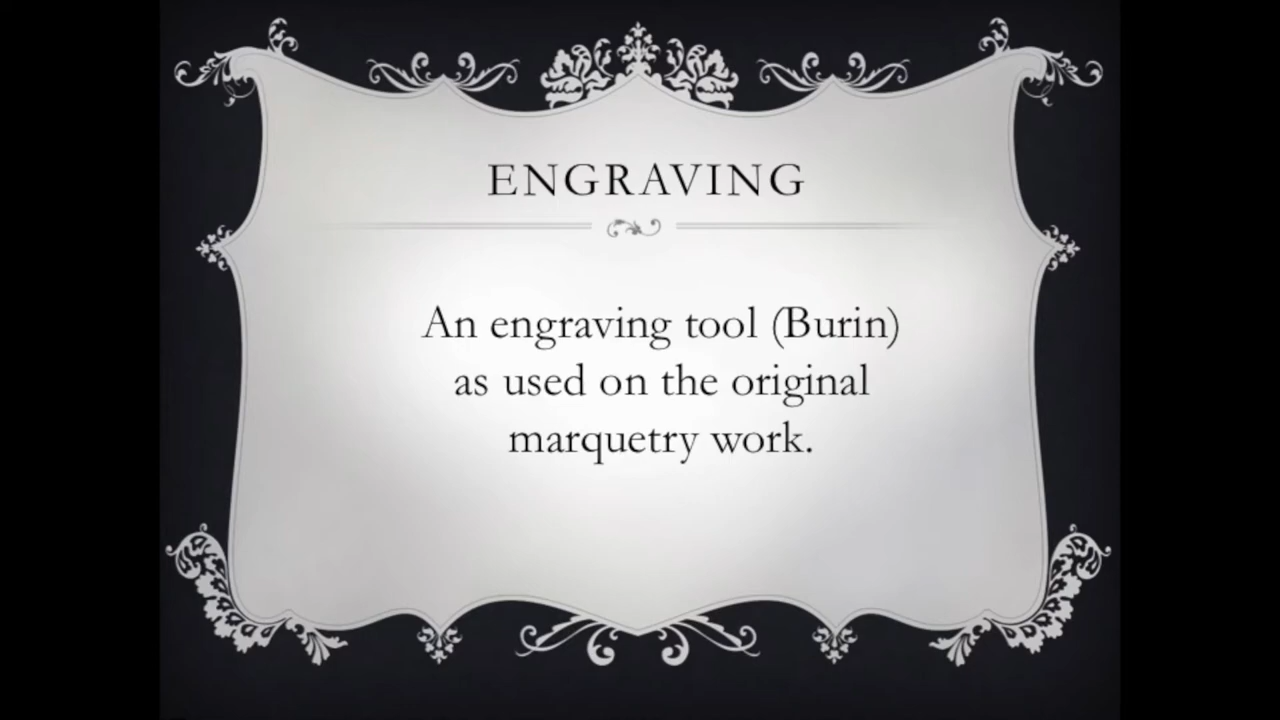 ENGRAVING
An engraving tool (Burin)
as used on the original
marquetry work.